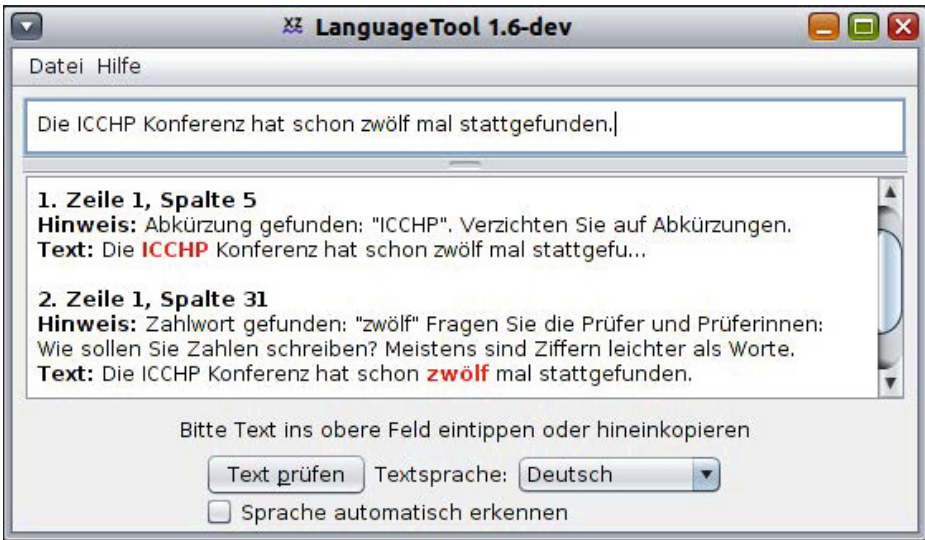 XZ LanguageTool 1.6-dev
Datei Hilfe
Die ICCHP Konferenz hat schon zwölf mal stattgefunden.
1. Zeile 1, Spalte 5
Hinweis: Abkürzung gefunden: "ICCHP". Verzichten Sie auf Abkürzungen.
Text: Die ICCHP Konferenz hat schon zwölf mal stattgefu...
2. Zeile 1, Spalte 31
Hinweis: Zahlwort gefunden: "zwölf" Fragen Sie die Prüfer und Prüferinnen:
Wie sollen Sie Zahlen schreiben? Meistens sind Ziffern leichter als Worte.
Text: Die ICCHP Konferenz hat schon zwölf mal stattgefunden.
Bitte Text ins obere Feld eintippen oder hineinkopieren
Text prüfen Textsprache: Deutsch
Sprache automatisch erkennen